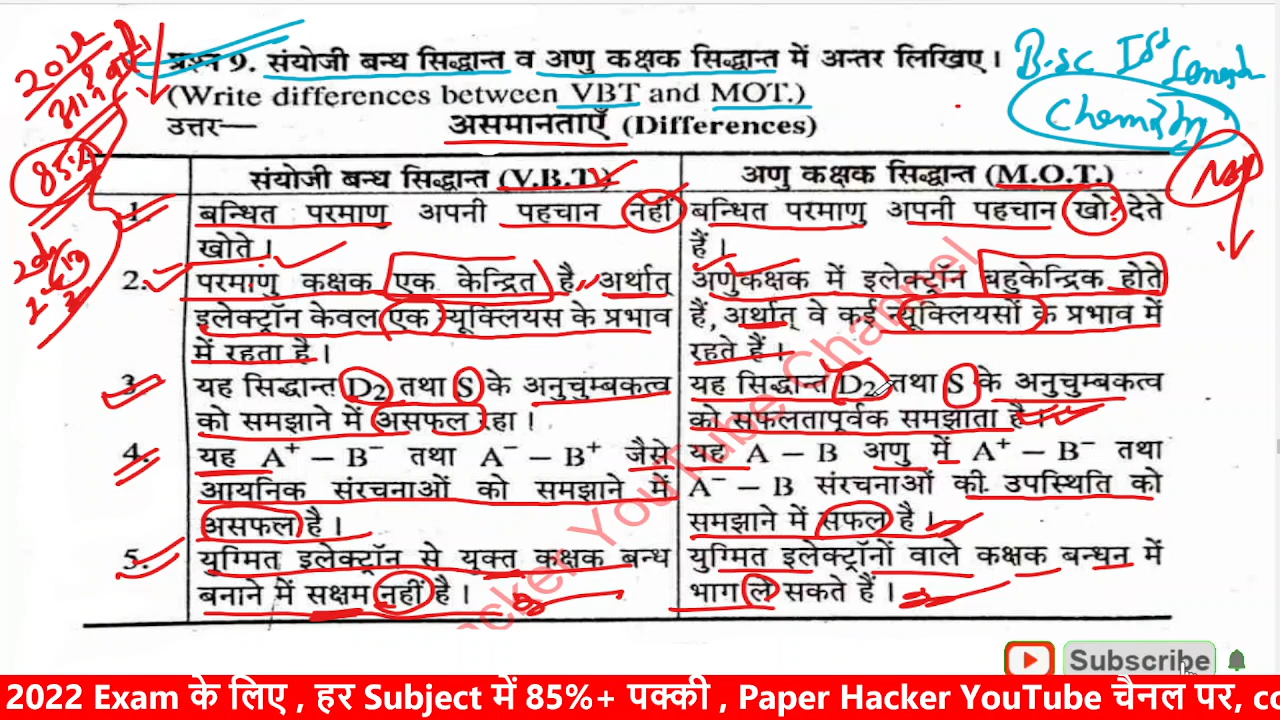 2022
85%
B.sc Ist Semester
Chemistry
NEP
प्रश्न 9. संयोजी बन्ध सिद्धान्त व अणु कक्षक सिद्धान्त में अन्तर लिखिए।
(Write differences between VBT and MOT.)
उत्तर— असमानताएँ (Differences)
संयोजी बन्ध सिद्धान्त (V.B.T) अणु कक्षक सिद्धान्त (M.O.T.)
1. बन्धित परमाणु अपनी पहचान नहीं बन्धित परमाणु अपनी पहचान खो देते
खोते। हैं।
2. परमाणु कक्षक एक केन्द्रित है, अर्थात् अणुकक्षक में इलेक्ट्रॉन बहुकेन्द्रिक होते
इलेक्ट्रॉन केवल एक न्यूक्लियस के प्रभाव हैं, अर्थात् वे कई न्यूक्लियसों के प्रभाव में
में रहता है। रहते हैं।
3. यह सिद्धान्त D2 तथा S के अनुचुम्बकत्व यह सिद्धान्त D2 तथा S के अनुचुम्बकत्व
को समझाने में असफल रहा। को सफलतापूर्वक समझाता है।
4. यह A⁺ – B⁻ तथा A⁻ – B⁺ जैसे यह A – B अणु में A⁺ – B⁻ तथा
आयनिक संरचनाओं को समझाने में A⁻ – B संरचनाओं की उपस्थिति को
असफल है। समझाने में सफल है।
5. युग्मित इलेक्ट्रॉन से युक्त कक्षक बन्ध युग्मित इलेक्ट्रॉनों वाले कक्षक बन्धन में
बनाने में सक्षम नहीं है। भाग ले सकते हैं।
acker YouTube Channel
Subscribe
2022 Exam के लिए , हर Subject में 85%+ पक्की , Paper Hacker YouTube चैनल पर, co